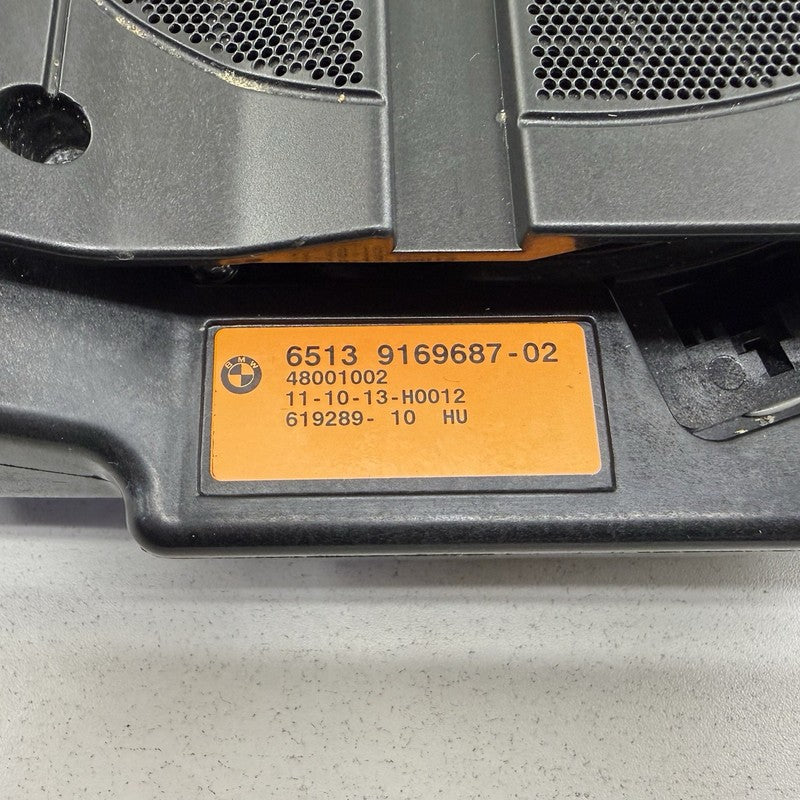 BMW
6513 9169687-02
48001002
11-10-13-H0012
619289- 10 HU